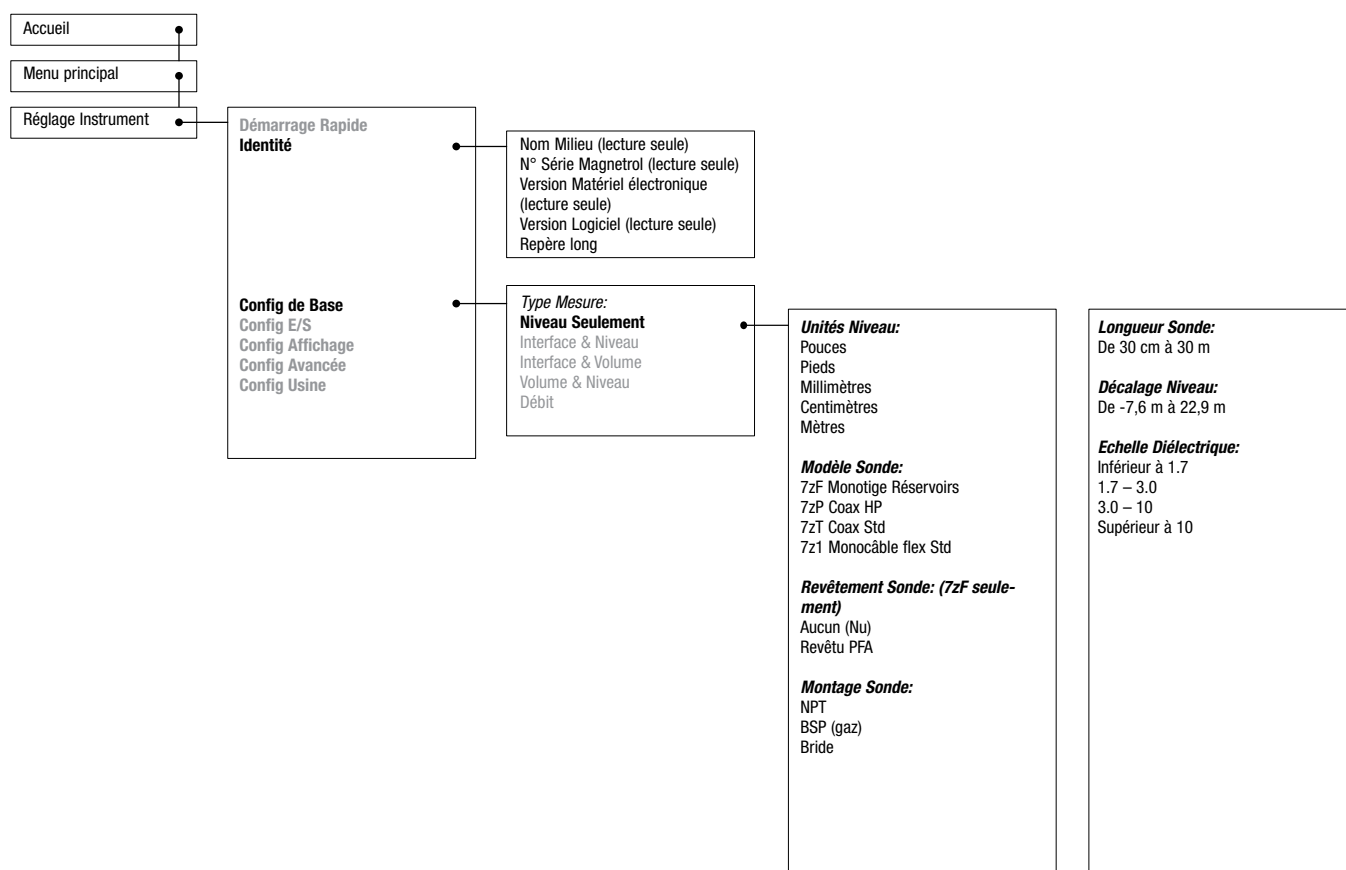 Accueil
Menu principal
Réglage Instrument
Démarrage Rapide
Identité
Config de Base
Config E/S
Config Affichage
Config Avancée
Config Usine
Nom Milieu (lecture seule)
N° Série Magnetrol (lecture seule)
Version Matériel électronique
(lecture seule)
Version Logiciel (lecture seule)
Repère long
Type Mesure:
Niveau Seulement
Interface & Niveau
Interface & Volume
Volume & Niveau
Débit
Unités Niveau:
Pouces
Pieds
Millimètres
Centimètres
Mètres
Modèle Sonde:
7zF Monotige Réservoirs
7zP Coax HP
7zT Coax Std
7z1 Monocâble flex Std
Revêtement Sonde: (7zF seule-
ment)
Aucun (Nu)
Revêtu PFA
Montage Sonde:
NPT
BSP (gaz)
Bride
Longueur Sonde:
De 30 cm à 30 m
Décalage Niveau:
De -7,6 m à 22,9 m
Echelle Diélectrique:
Inférieur à 1.7
1.7 – 3.0
3.0 – 10
Supérieur à 10